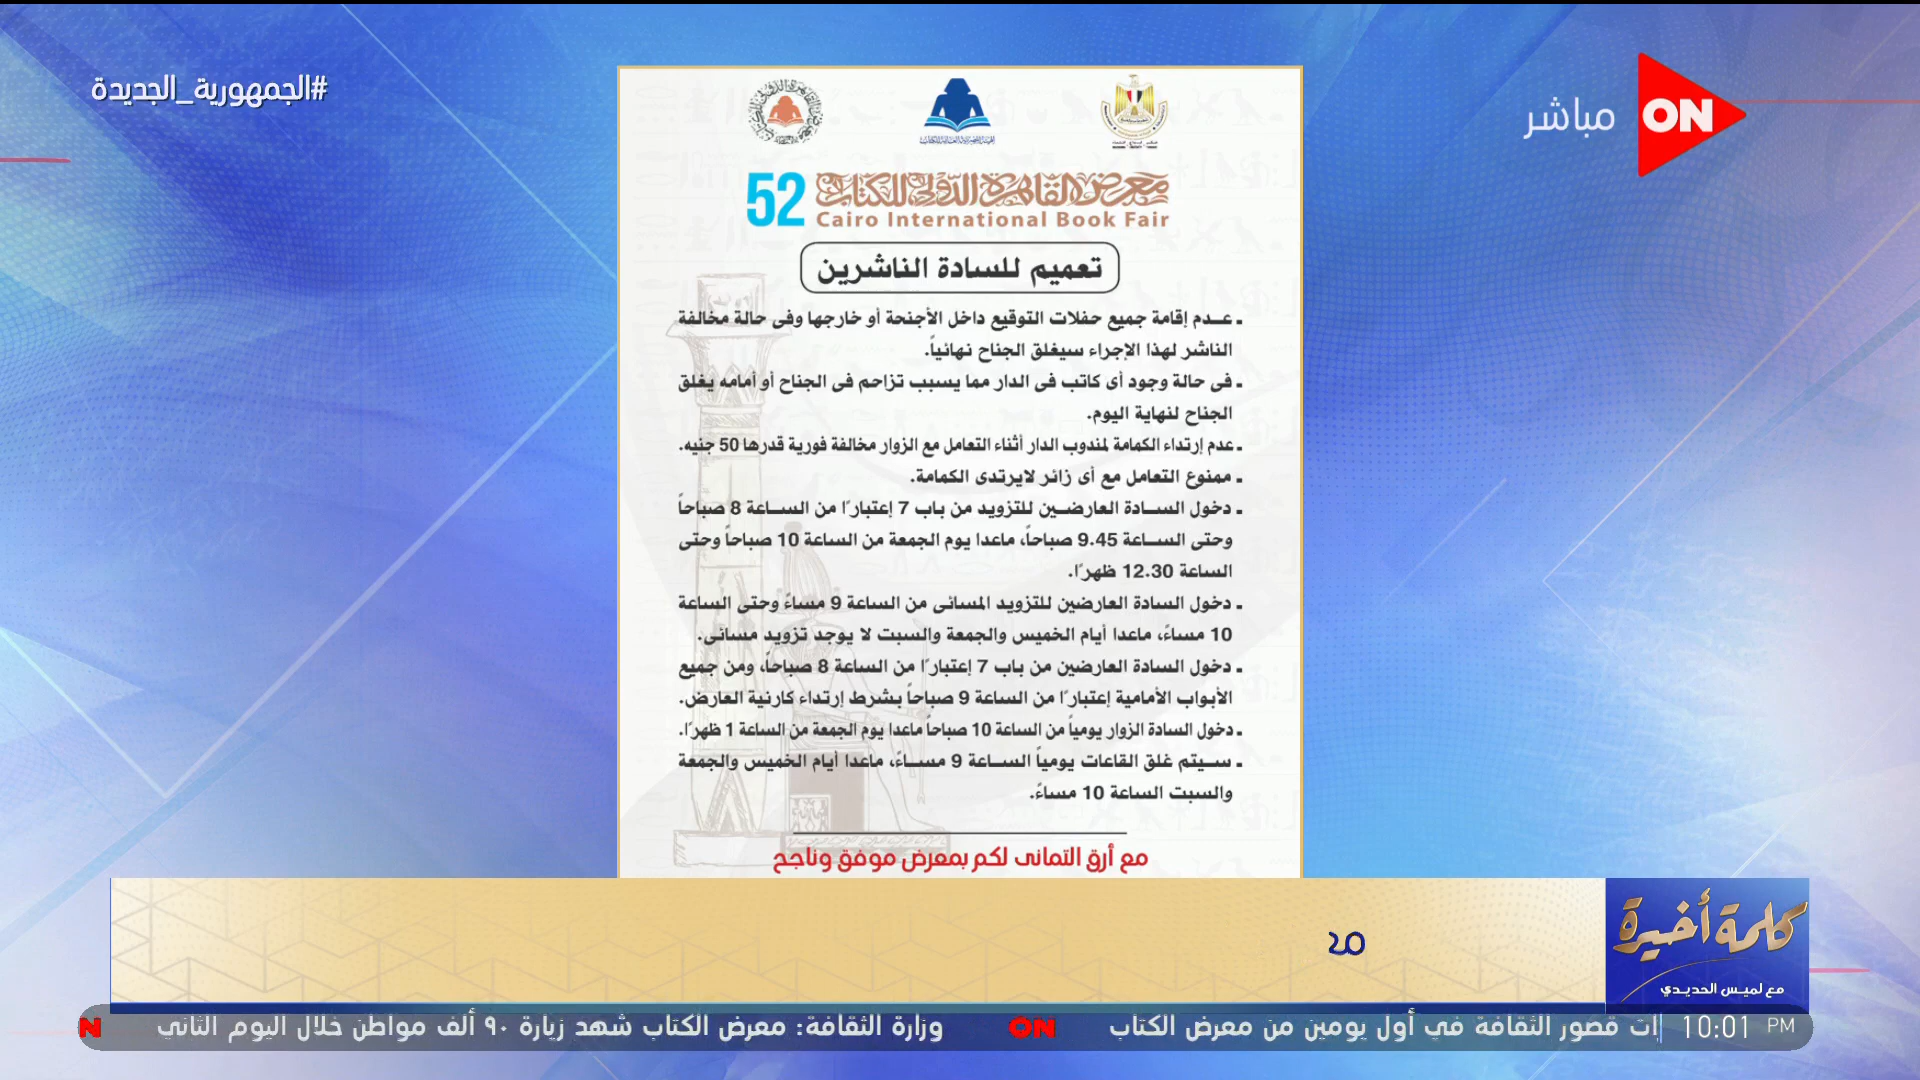 #الجمهورية_الجديدة
مباشر ON
معرض القاهرة الدولى للكتاب 52
Cairo International Book Fair
تعميم للسادة الناشرين
ـ عـدم إقامة جميع حفلات التوقيع داخل الأجنحة أو خارجها وفى حالة مخالفة
الناشر لهذا الإجراء سيغلق الجناح نهائياً.
ـ فى حالة وجود أى كاتب فى الدار مما يسبب تزاحم فى الجناح أو أمامه يغلق
الجناح لنهاية اليوم.
ـ عدم إرتداء الكمامة لمندوب الدار أثناء التعامل مع الزوار مخالفة فورية قدرها 50 جنيه.
ـ ممنوع التعامل مع أى زائر لايرتدى الكمامة.
ـ دخول السـادة العارضـين للتزويد من باب 7 إعتبارًا من السـاعة 8 صباحاً
وحتى السـاعة 9.45 صباحاً، ماعدا يوم الجمعة من الساعة 10 صباحاً وحتى
الساعة 12.30 ظهرًا.
ـ دخول السادة العارضين للتزويد المسائى من الساعة 9 مساءً وحتى الساعة
10 مساءً، ماعدا أيام الخميس والجمعة والسبت لا يوجد تزويد مسائى.
ـ دخول السادة العارضين من باب 7 إعتبارًا من الساعة 8 صباحاً، ومن جميع
الأبواب الأمامية إعتبارًا من الساعة 9 صباحاً بشرط إرتداء كارنية العارض.
ـ دخول السادة الزوار يومياً من الساعة 10 صباحاً ماعدا يوم الجمعة من الساعة 1 ظهرًا.
ـ سـيتم غلق القاعات يومياً السـاعة 9 مسـاءً، ماعدا أيام الخميس والجمعة
والسبت الساعة 10 مساءً.
مع أرق التمانى لكم بمعرض موفق وناجح
كلمة أخيرة
مع لميس الحديدي
10:01 PM
ات قصور الثقافة في أول يومين من معرض الكتاب ON وزارة الثقافة: معرض الكتاب شهد زيارة ٩٠ ألف مواطن خلال اليوم الثاني N